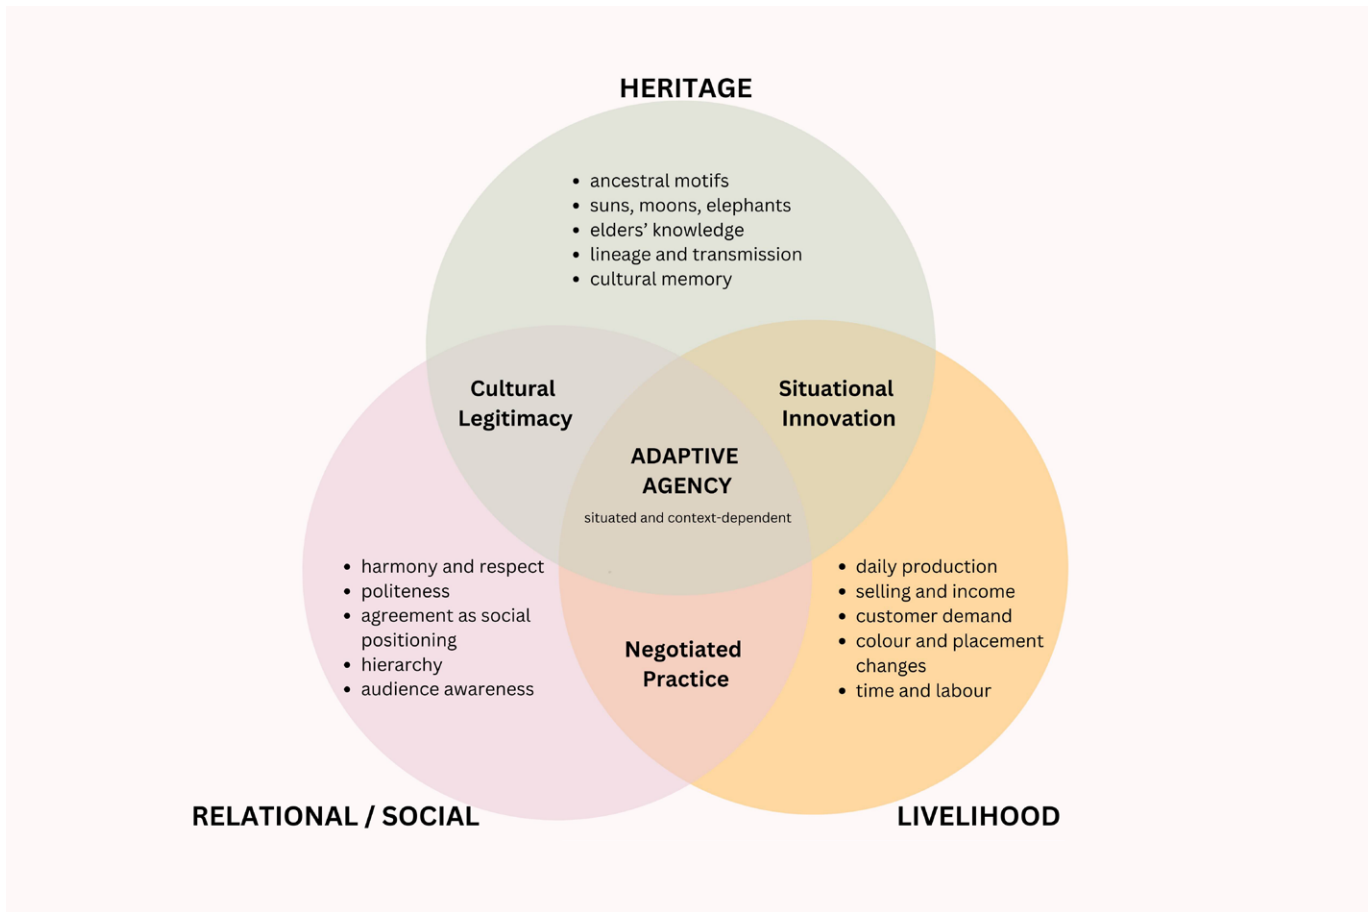 HERITAGE
• ancestral motifs
• suns, moons, elephants
• elders’ knowledge
• lineage and transmission
• cultural memory
Cultural
Legitimacy
Situational
Innovation
ADAPTIVE
AGENCY
situated and context-dependent
• harmony and respect
• politeness
• agreement as social
positioning
• hierarchy
• audience awareness
• daily production
• selling and income
• customer demand
• colour and placement
changes
• time and labour
Negotiated
Practice
RELATIONAL / SOCIAL
LIVELIHOOD